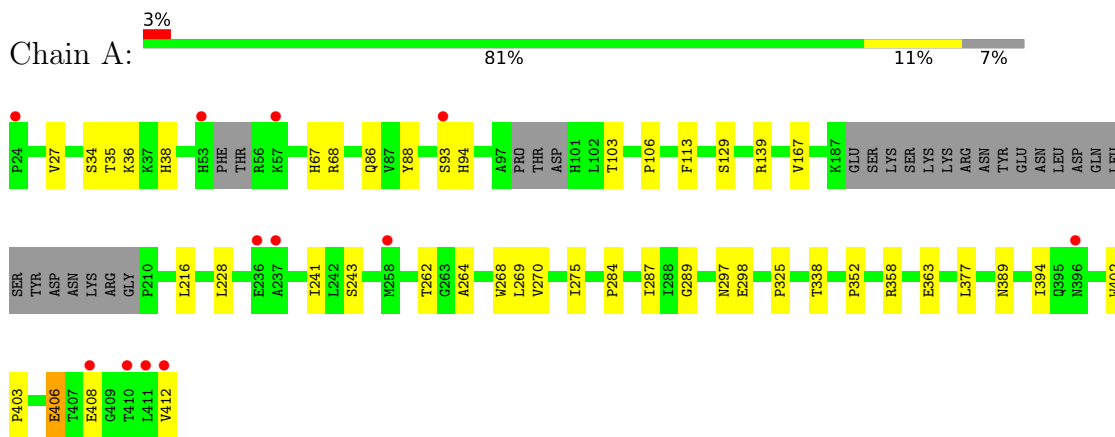 3%
Chain A:
81% 11% 7%
P24 V27 S34 T35 K36 K37 H38 H53 PHE THR R56 K57 H67 R68 Q86 V87 Y88 S93 H94 A97 PRO THR ASP H101 L102 T103 P106 F113 S129 R139 V167 K187 GLU SER LYS SER LYS LYS ARG ASN TYR GLU ASN LEU ASP GLN LEU
SER TYR ASP ASP ASN LYS ARG GLY P210 L216 L228 E236 A237 I241 L242 S243 M258 T262 G263 A264 W268 L269 V270 I275 P284 I287 I288 G289 N297 E298 P325 T338 P352 R358 E363 L377 N389 I394 Q395 N396 W402
P403 E406 T407 E408 G409 T410 L411 V412